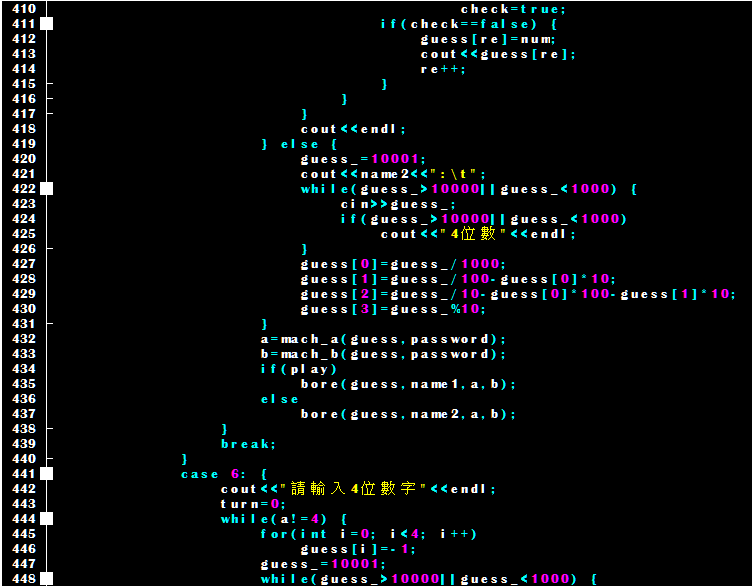 410 check=true;
411 if(check==false) {
412 guess[re]=num;
413 cout<<guess[re];
414 re++;
415 }
416 }
417 }
418 cout<<endl;
419 } else {
420 guess_=10001;
421 cout<<name2<<":\t";
422 while(guess_>10000||guess_<1000) {
423 cin>>guess_;
424 if(guess_>10000||guess_<1000)
425 cout<<"4位數"<<endl;
426 }
427 guess[0]=guess_/1000;
428 guess[1]=guess_/100-guess[0]*10;
429 guess[2]=guess_/10-guess[0]*100-guess[1]*10;
430 guess[3]=guess_%10;
431 }
432 a=mach_a(guess,password);
433 b=mach_b(guess,password);
434 if(play)
435 bore(guess,name1,a,b);
436 else
437 bore(guess,name2,a,b);
438 }
439 break;
440 }
441 case 6: {
442 cout<<"請輸入4位數字"<<endl;
443 turn=0;
444 while(a!=4) {
445 for(int i=0; i<4; i++)
446 guess[i]=-1;
447 guess_=10001;
448 while(guess_>10000||guess_<1000) {